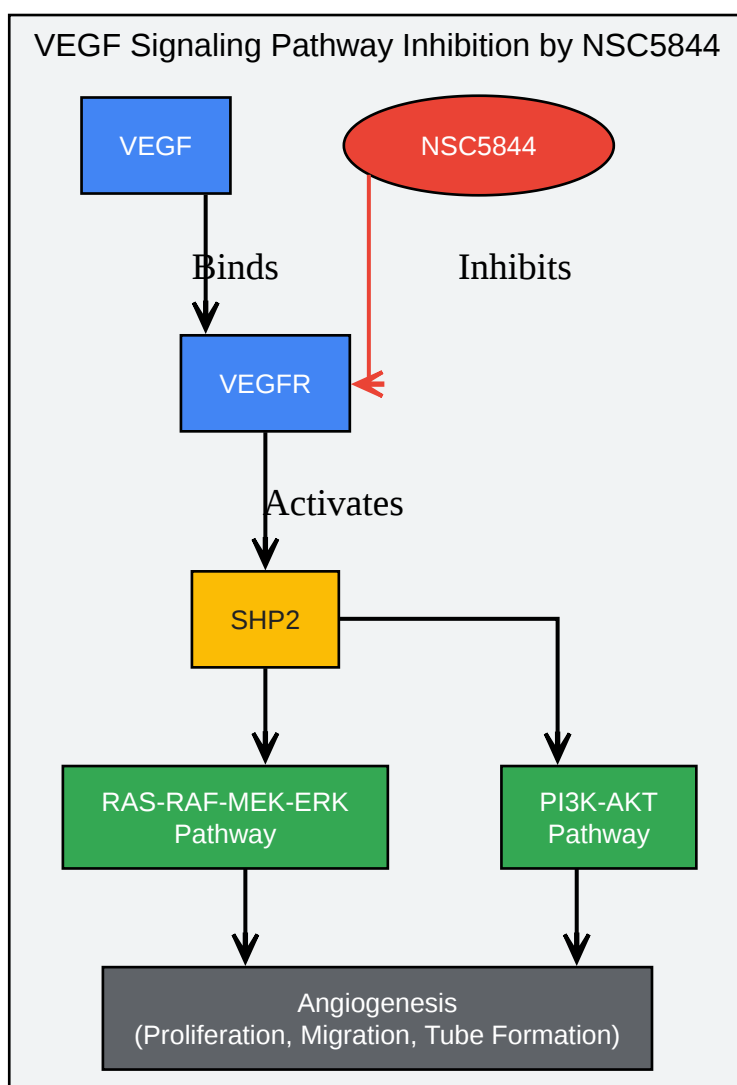 VEGF Signaling Pathway Inhibition by NSC5844
VEGF
NSC5844
Binds
Inhibits
VEGFR
Activates
SHP2
RAS-RAF-MEK-ERK
Pathway
PI3K-AKT
Pathway
Angiogenesis
(Proliferation, Migration, Tube Formation)